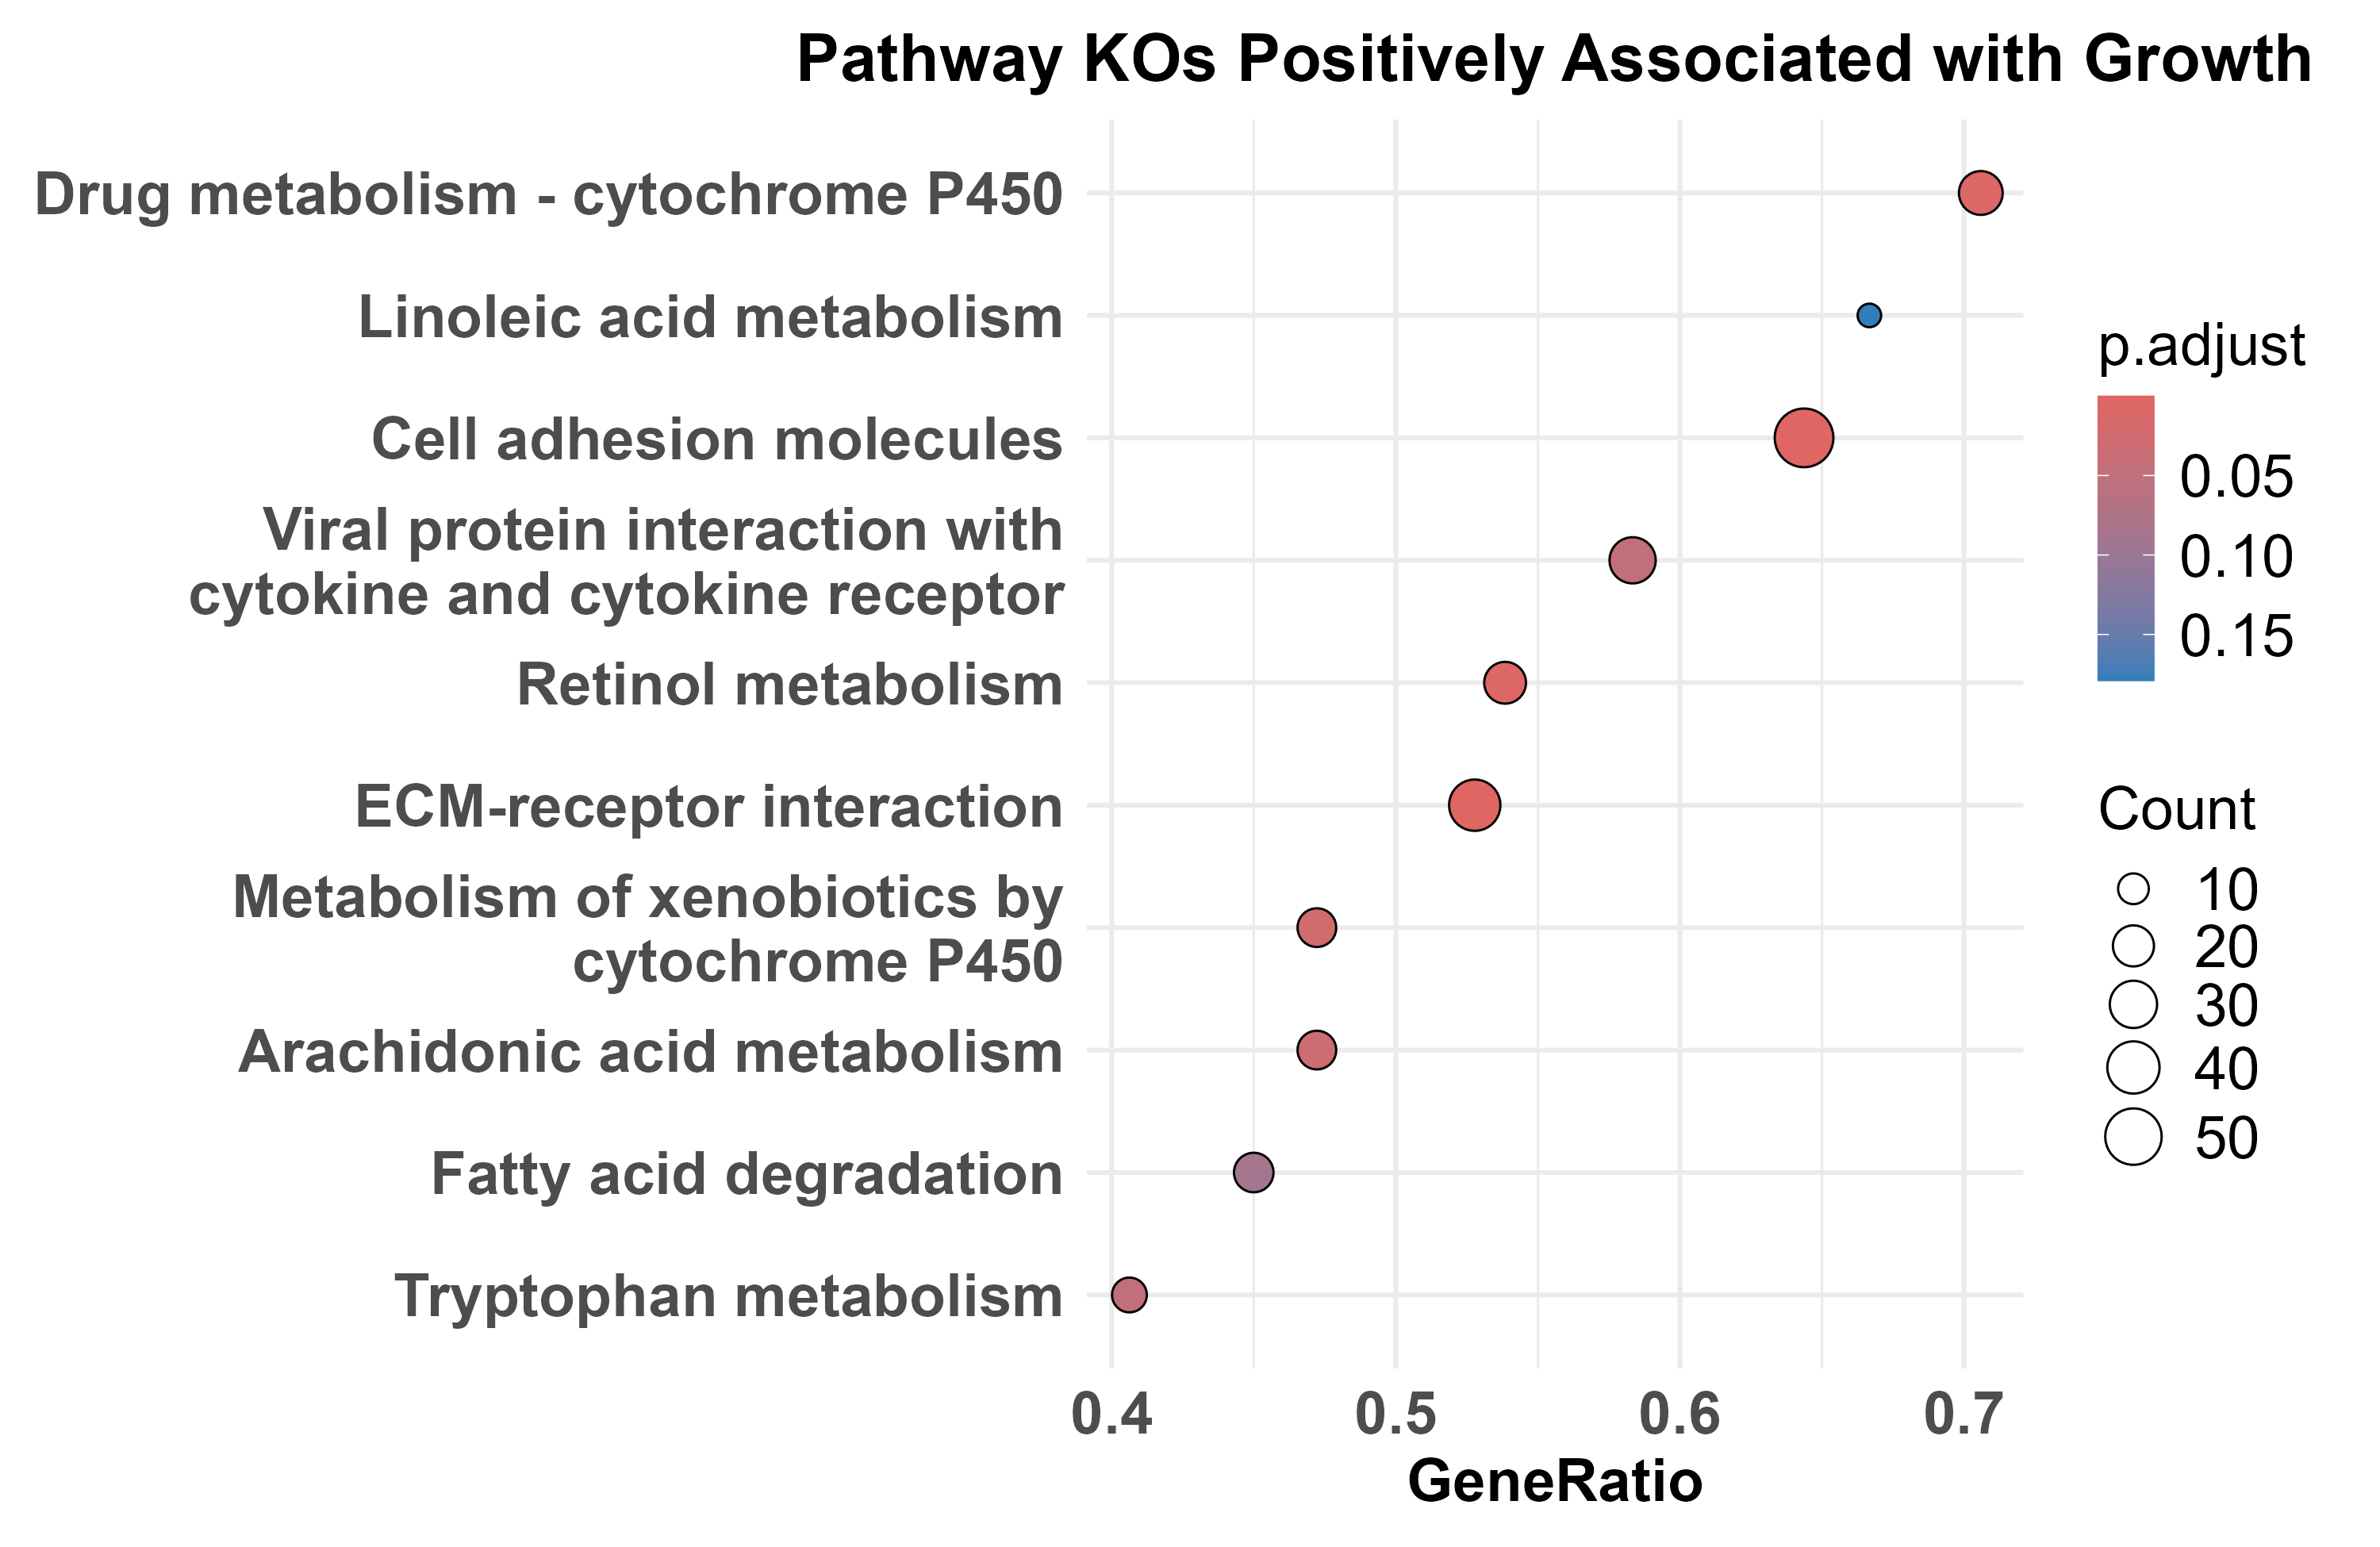 Pathway KOs Positively Associated with Growth
Drug metabolism - cytochrome P450
Linoleic acid metabolism
Cell adhesion molecules
Viral protein interaction with
cytokine and cytokine receptor
Retinol metabolism
ECM-receptor interaction
Metabolism of xenobiotics by
cytochrome P450
Arachidonic acid metabolism
Fatty acid degradation
Tryptophan metabolism
0.4 0.5 0.6 0.7
GeneRatio
p.adjust
0.05
0.10
0.15
Count
10
20
30
40
50